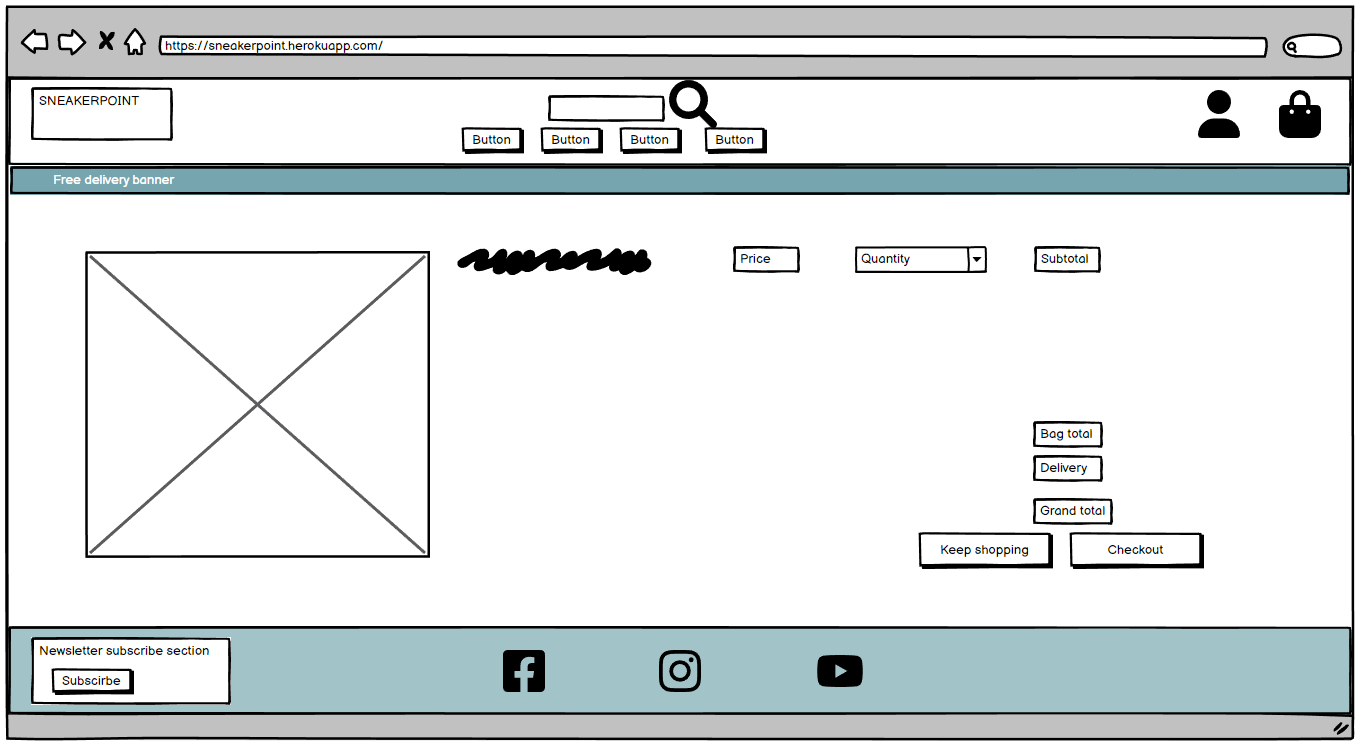 https://sneakerpoint.herokuapp.com/
SNEAKERPOINT
Button Button Button Button
Free delivery banner
Price Quantity Subtotal
Bag total
Delivery
Grand total
Keep shopping Checkout
Newsletter subscribe section
Subscirbe